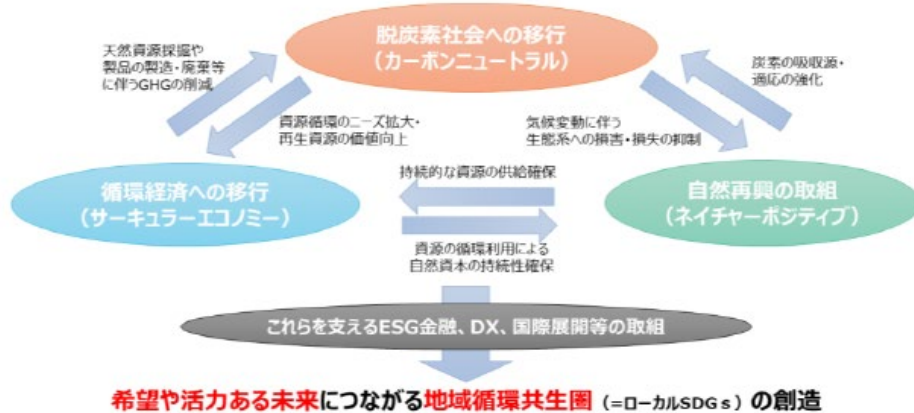 脱炭素社会への移行
（カーボンニュートラル）
天然資源採掘や
製品の製造・廃棄等
に伴うGHGの削減
炭素の吸収源・
適応の強化
資源循環のニーズ拡大・
再生資源の価値向上
気候変動に伴う
生態系への損害・損失の抑制
循環経済への移行
（サーキュラーエコノミー）
持続的な資源の供給確保
自然再興の取組
（ネイチャーポジティブ）
資源の循環利用による
自然資本の持続性確保
これらを支えるESG金融、DX、国際展開等の取組
希望や活力ある未来につながる地域循環共生圏（=ローカルSDGｓ）の創造